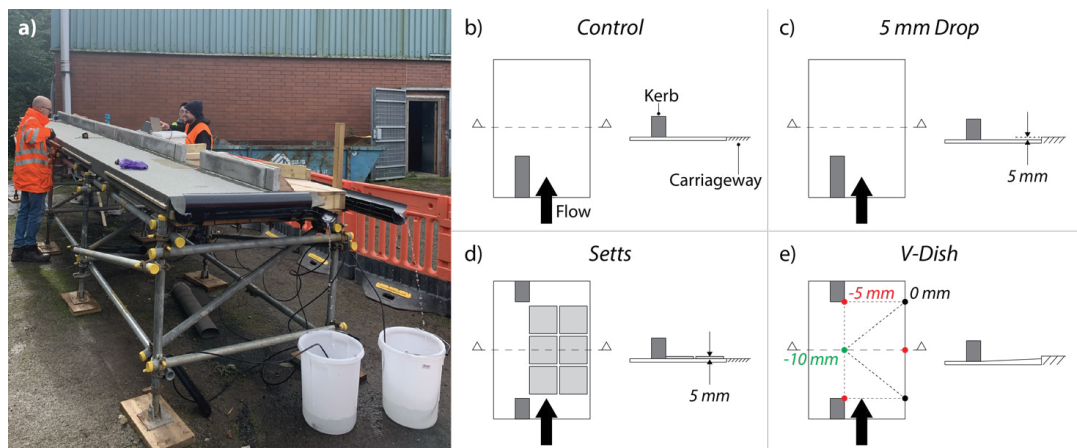 a)
b)
Control
Kerb
Carriageway
Flow
c)
5 mm Drop
5 mm
d)
Setts
5 mm
e)
V-Dish
-5 mm
0 mm
-10 mm